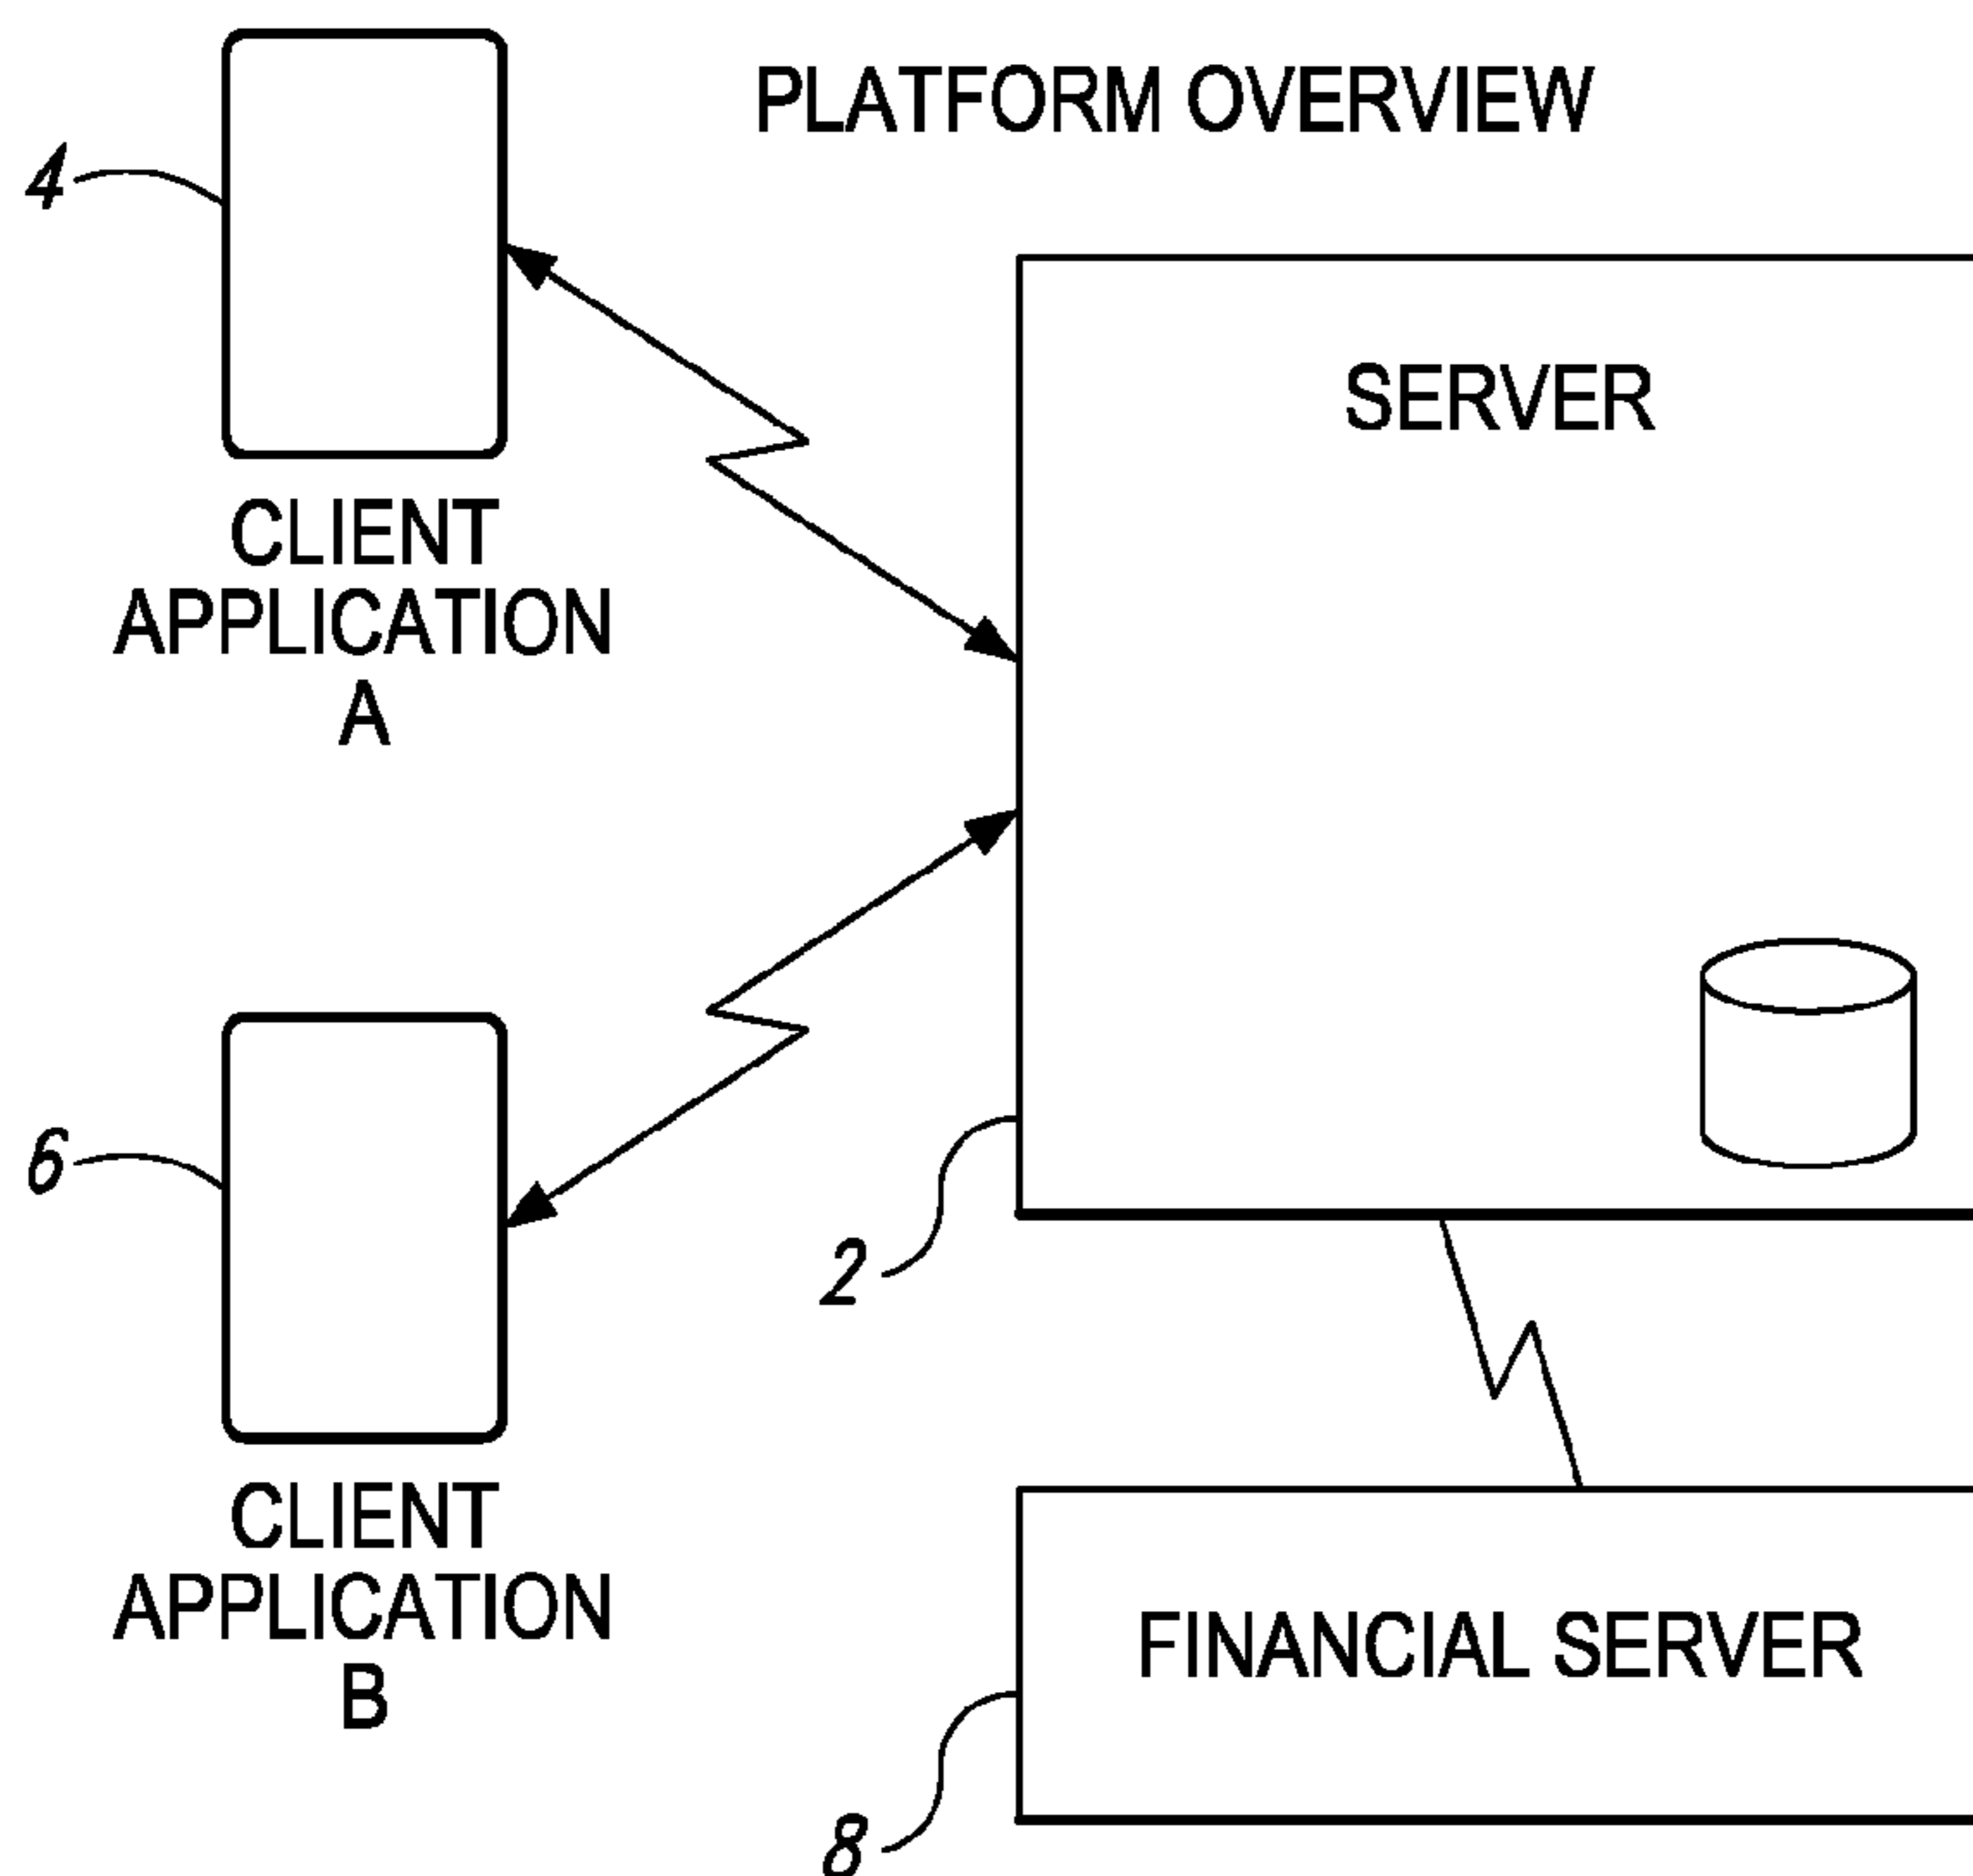 PLATFORM OVERVIEW
4
SERVER
CLIENT
APPLICATION
A
6
2
CLIENT
APPLICATION
B
FINANCIAL SERVER
8